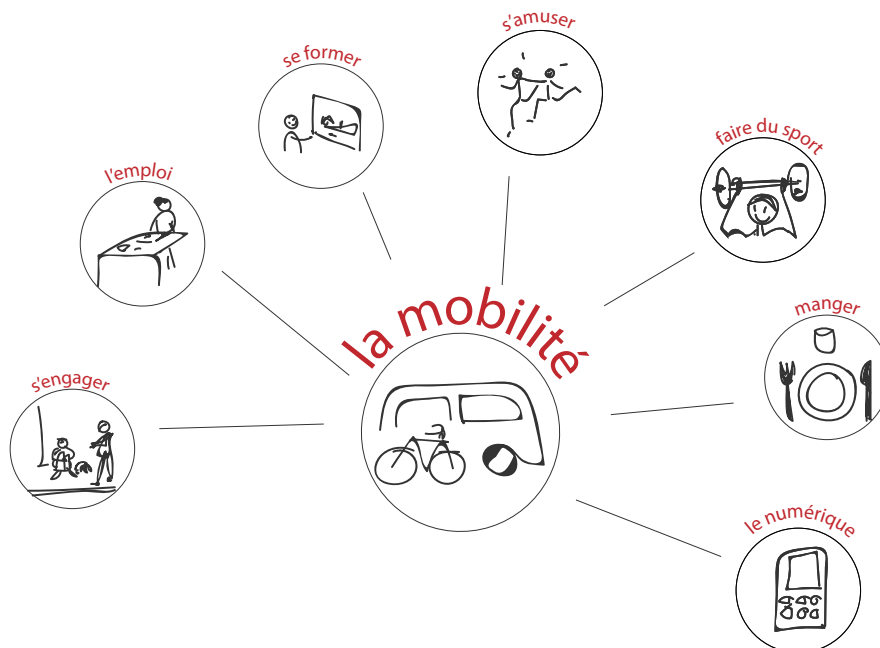 s'amuser
se former
faire du sport
l'emploi
la mobilité
manger
s'engager
le numérique